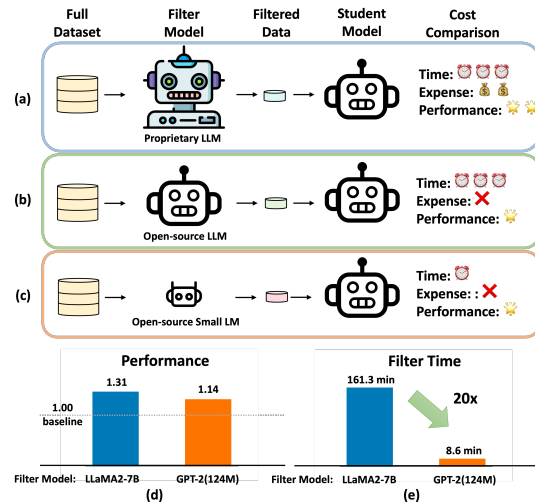 Full Dataset
Filter Model
Filtered Data
Student Model
Cost Comparison
(a)
Proprietary LLM
Time:
Expense:
Performance:
(b)
Open-source LLM
Time:
Expense:
Performance:
(c)
Open-source Small LM
Time:
Expense: :
Performance:
Performance
1.31
1.14
1.00
baseline
Filter Model: LLaMA2-7B GPT-2(124M)
(d)
Filter Time
161.3 min
20x
8.6 min
Filter Model: LLaMA2-7B GPT-2(124M)
(e)